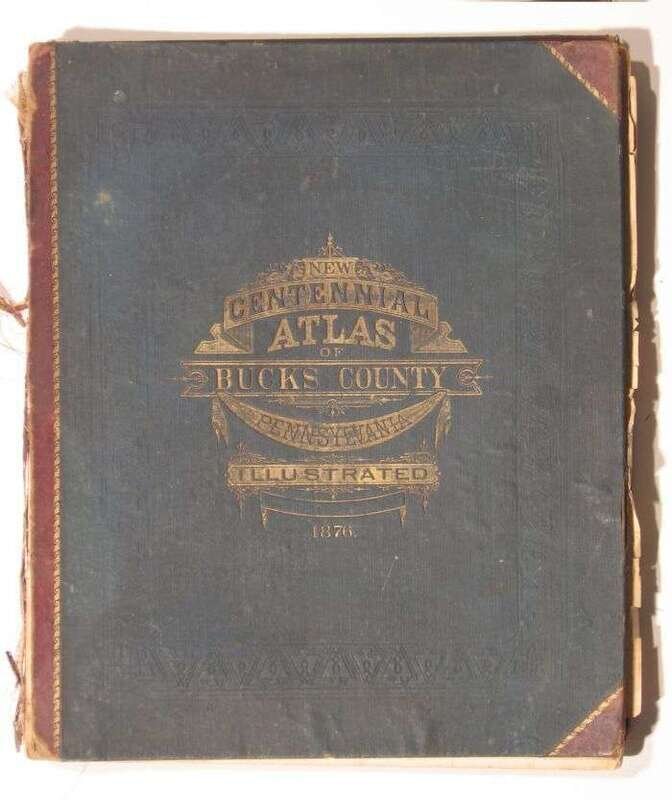 NEW
CENTENNIAL
ATLAS
OF
BUCKS COUNTY
PENNSYLVANIA
ILLUSTRATED
1876.